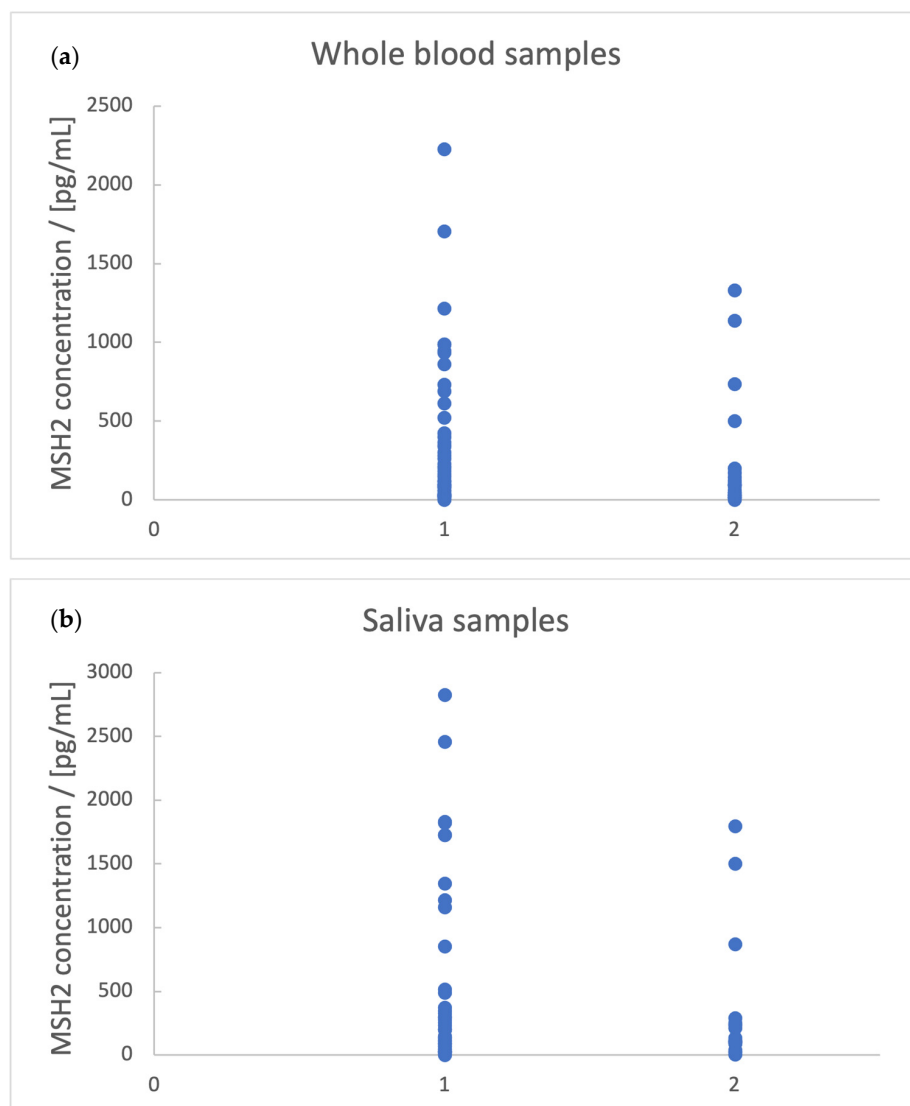 (a)
Whole blood samples
MSH2 concentration / [pg/mL]
2500
2000
1500
1000
500
0
0 1 2
(b)
Saliva samples
MSH2 concentration / [pg/mL]
3000
2500
2000
1500
1000
500
0
0 1 2